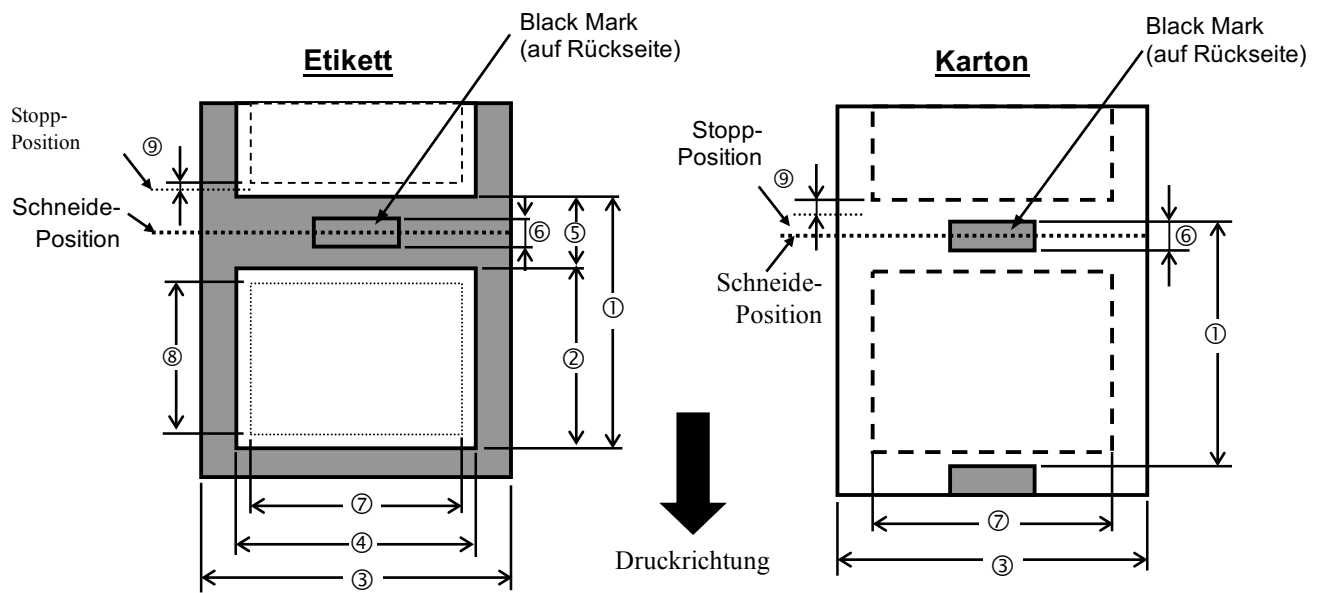 Etikett
Black Mark
(auf Rückseite)
Stopp-
Position
⑨
Schneide-
Position
⑥
⑤
①
②
⑧
⑦
④
③
Druckrichtung
Karton
Black Mark
(auf Rückseite)
Stopp-
Position
⑨
Schneide-
Position
⑥
①
⑦
③